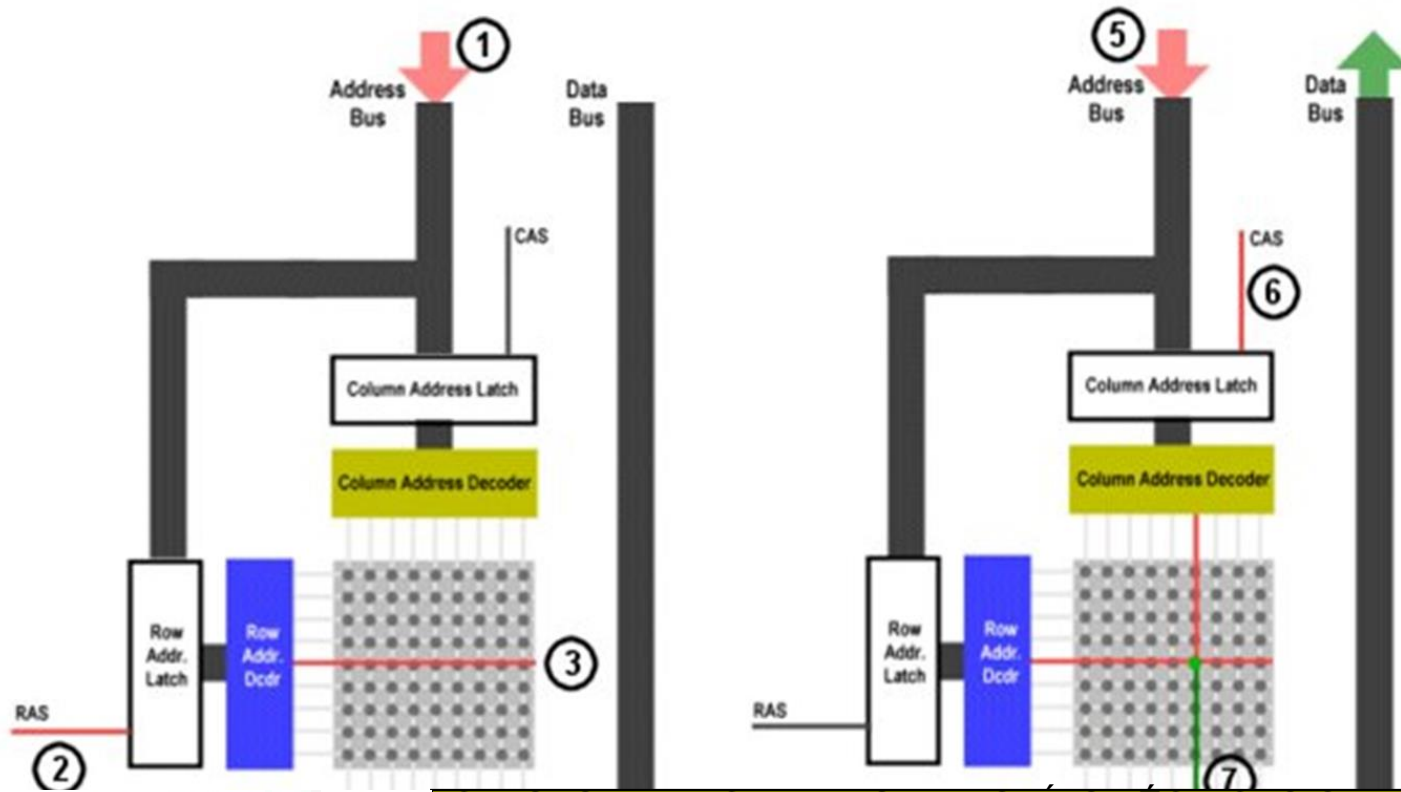 1
Address
Bus
Data
Bus
CAS
Column Address Latch
Column Address Decoder
Row
Addr.
Latch
Row
Addr.
Dcdr
3
RAS
2
5
Address
Bus
Data
Bus
CAS
6
Column Address Latch
Column Address Decoder
Row
Addr.
Latch
Row
Addr.
Dcdr
RAS
7